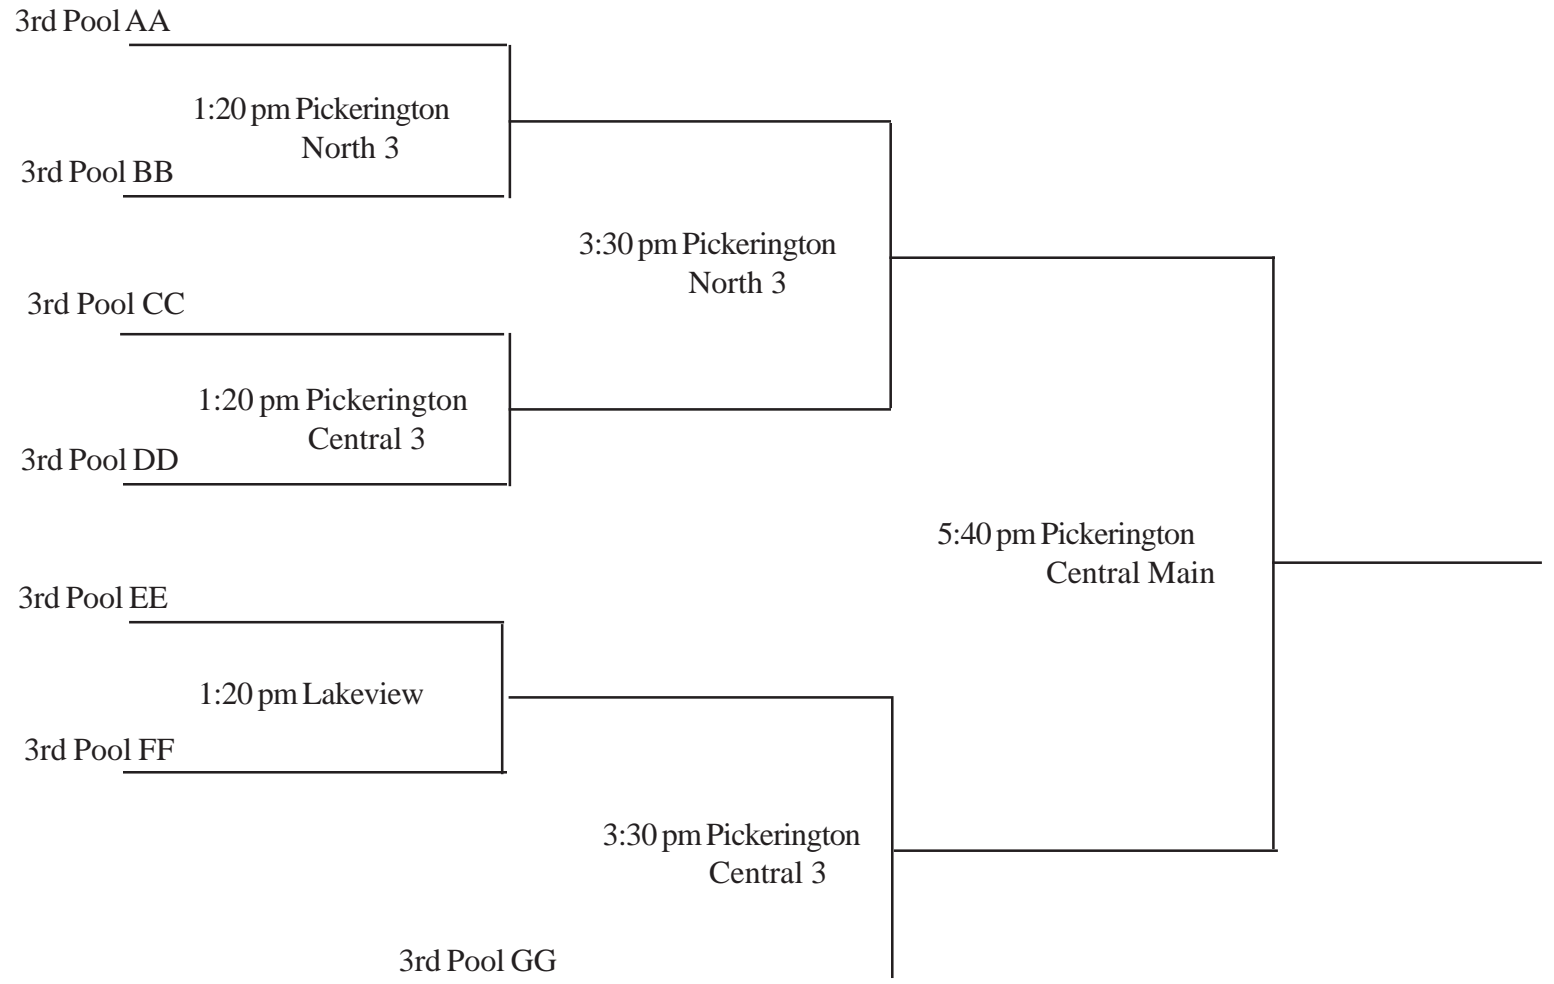 3rd Pool AA
1:20 pm Pickerington
North 3
3rd Pool BB
3:30 pm Pickerington
North 3
3rd Pool CC
1:20 pm Pickerington
Central 3
3rd Pool DD
5:40 pm Pickerington
Central Main
3rd Pool EE
1:20 pm Lakeview
3rd Pool FF
3:30 pm Pickerington
Central 3
3rd Pool GG